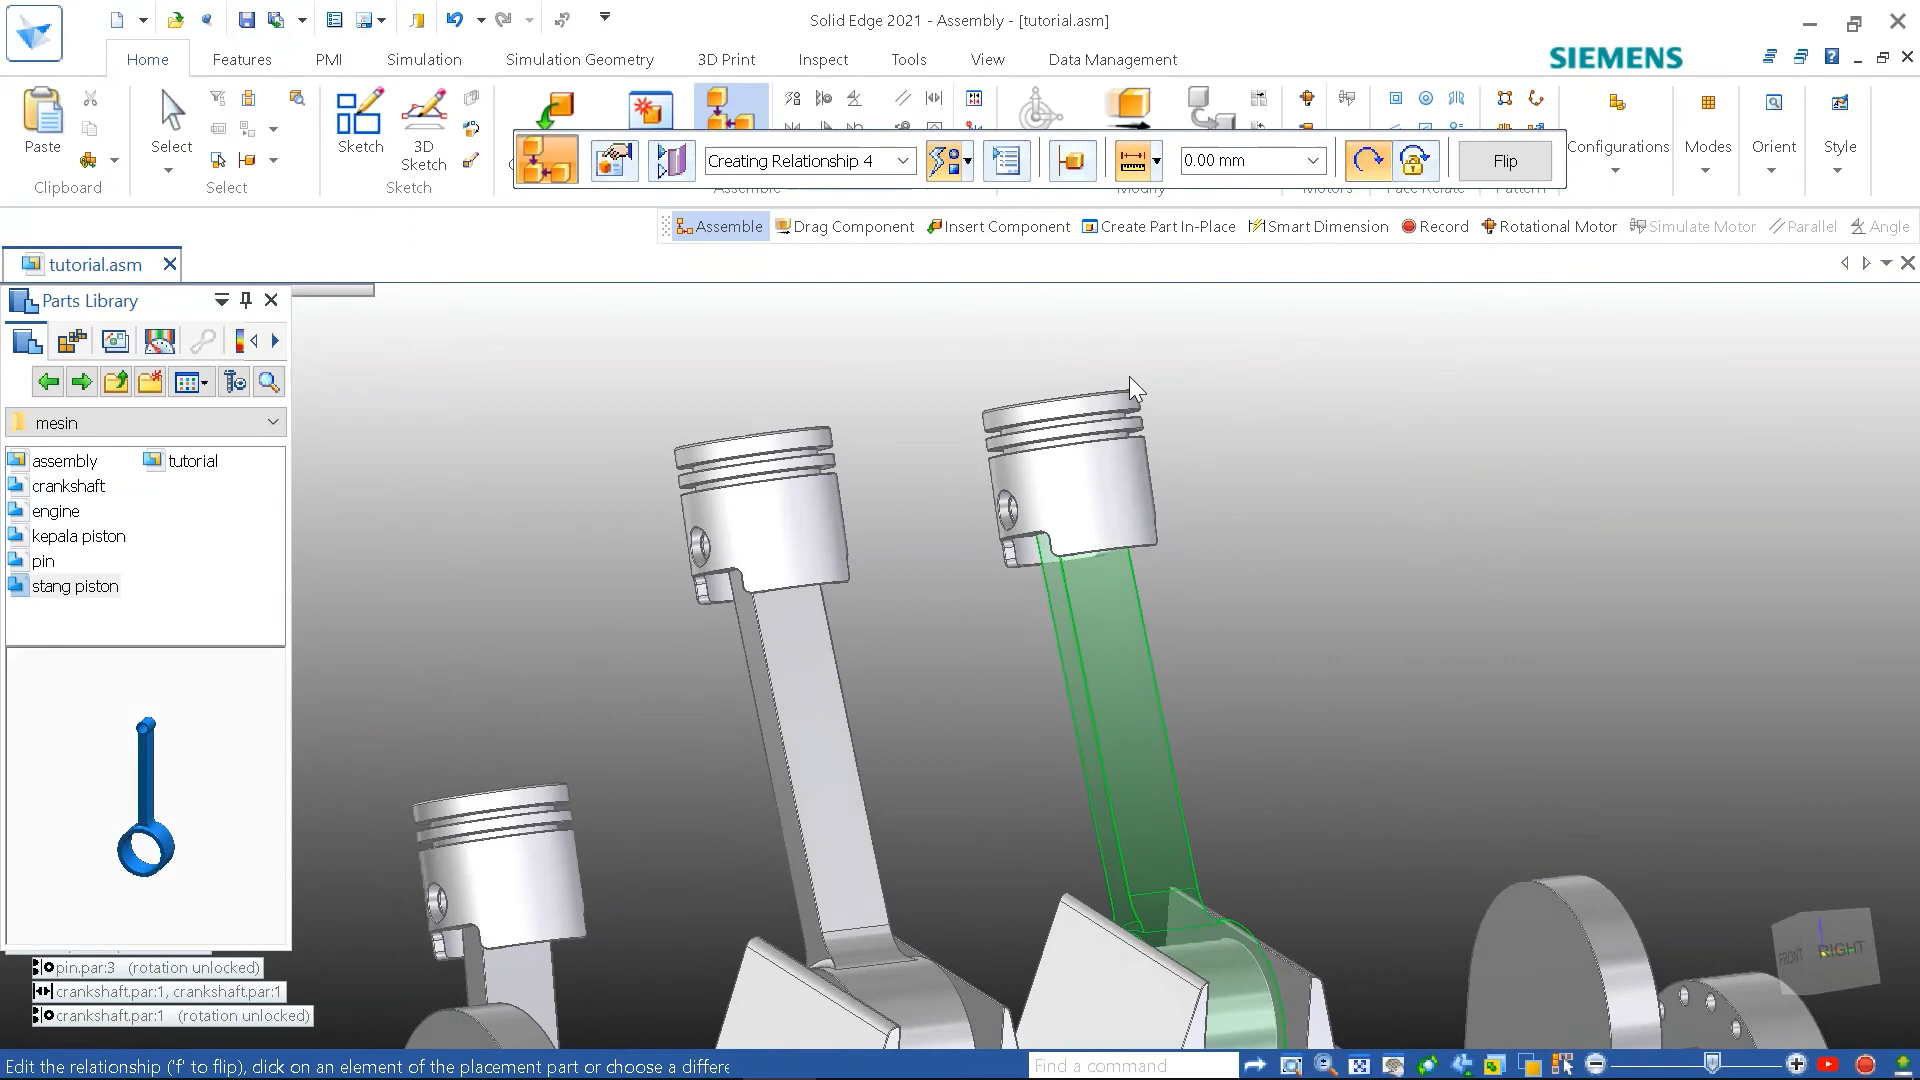 Solid Edge 2021 - Assembly - [tutorial.asm]
Home
Features
PMI
Simulation
Simulation Geometry
3D Print
Inspect
Tools
View
Data Management
SIEMENS
Paste
Select
Sketch
3D
Sketch
Creating Relationship 4
0.00 mm
Flip
Configurations
Modes
Orient
Style
Clipboard
Select
Sketch
Assemble
Drag Component
Insert Component
Create Part In-Place
Smart Dimension
Record
Rotational Motor
Simulate Motor
Parallel
Angle
tutorial.asm
Parts Library
mesin
assembly
tutorial
crankshaft
engine
kepala piston
pin
stang piston
pin.par:3 (rotation unlocked)
crankshaft.par:1, crankshaft.par:1
crankshaft.par:1 (rotation unlocked)
FRONT
RIGHT
Edit the relationship ('f' to flip), click on an element of the placement part or choose a differe
Find a command